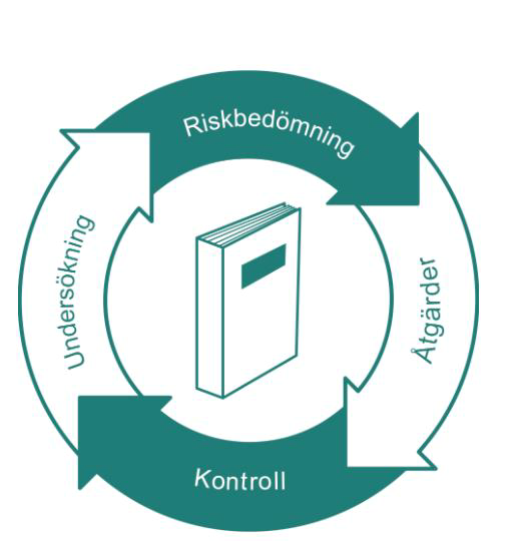 Riskbedömning
Åtgärder
Kontroll
Undersökning